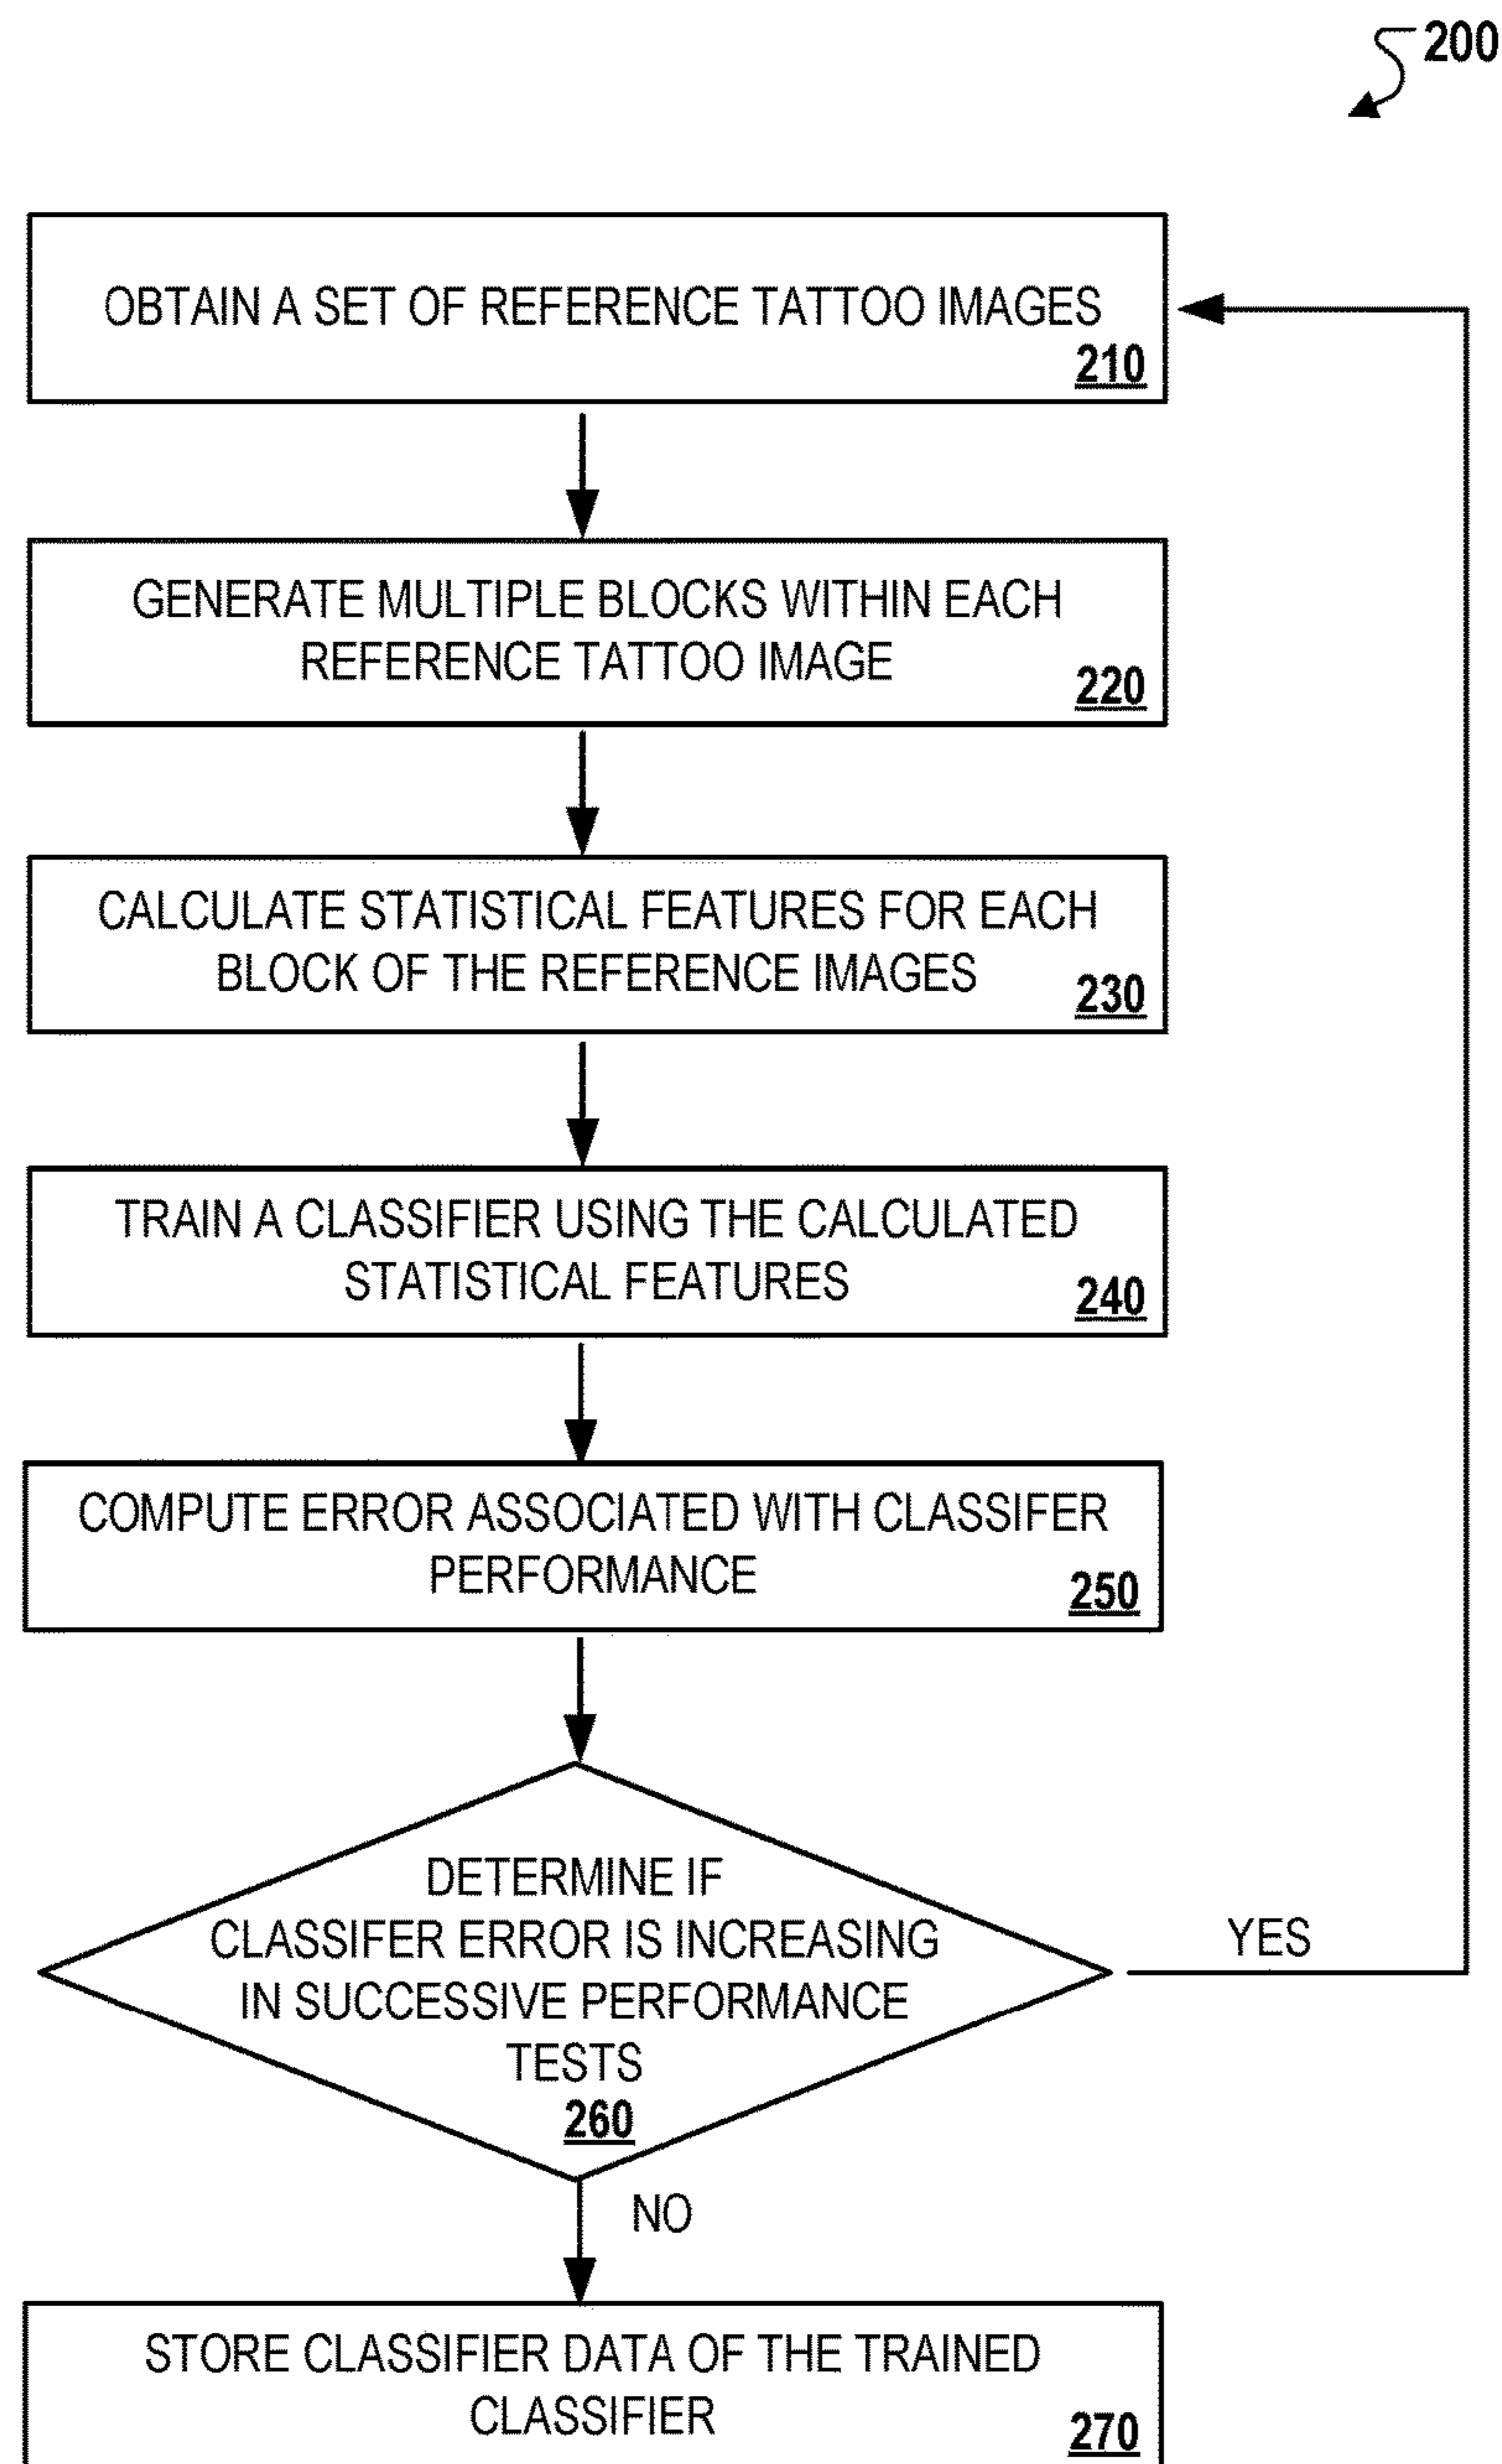 200
OBTAIN A SET OF REFERENCE TATTOO IMAGES
210
GENERATE MULTIPLE BLOCKS WITHIN EACH
REFERENCE TATTOO IMAGE
220
CALCULATE STATISTICAL FEATURES FOR EACH
BLOCK OF THE REFERENCE IMAGES
230
TRAIN A CLASSIFIER USING THE CALCULATED
STATISTICAL FEATURES
240
COMPUTE ERROR ASSOCIATED WITH CLASSIFER
PERFORMANCE
250
DETERMINE IF
CLASSIFER ERROR IS INCREASING
IN SUCCESSIVE PERFORMANCE
TESTS
260
YES
NO
STORE CLASSIFIER DATA OF THE TRAINED
CLASSIFIER
270